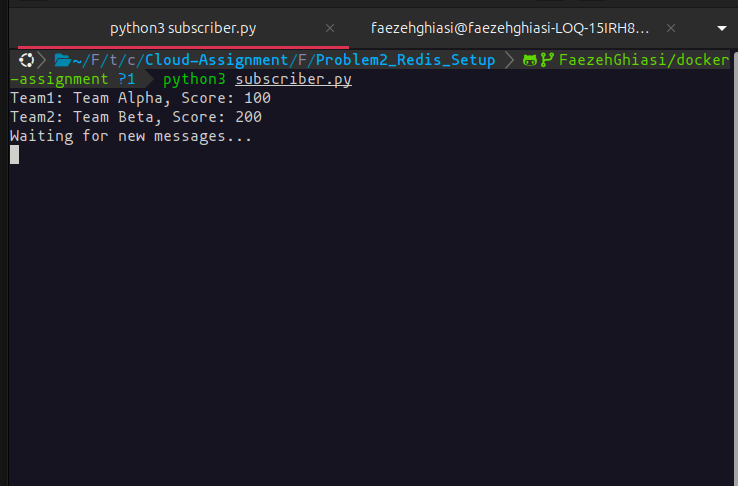 python3 subscriber.py
faezehghiasi@faezehghiasi-LOQ-15IRH8...
~/F/t/c/Cloud-Assignment/F/Problem2_Redis_Setup FaezehGhiasi/docker
-assignment ?1 python3 subscriber.py
Team1: Team Alpha, Score: 100
Team2: Team Beta, Score: 200
Waiting for new messages...